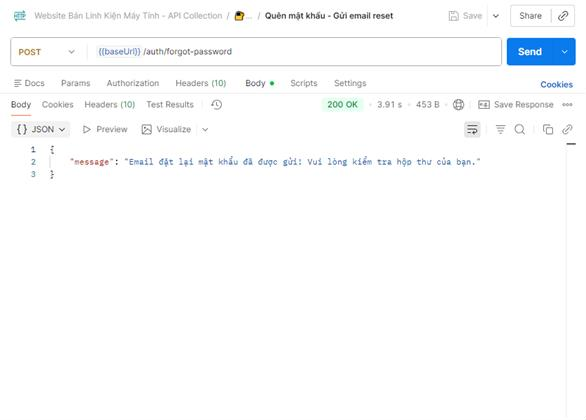 HTTP Website Bán Linh Kiện Máy Tính - API Collection / ... / Quên mật khẩu - Gửi email reset Save Share
POST {{baseUrl}} /auth/forgot-password Send
Docs Params Authorization Headers (10) Body Scripts Settings Cookies
Body Cookies Headers (10) Test Results 200 OK • 3.91 s • 453 B Save Response
{} JSON Preview Visualize
1 {
2 "message": "Email đặt lại mật khẩu đã được gửi! Vui lòng kiểm tra hộp thư của bạn."
3 }